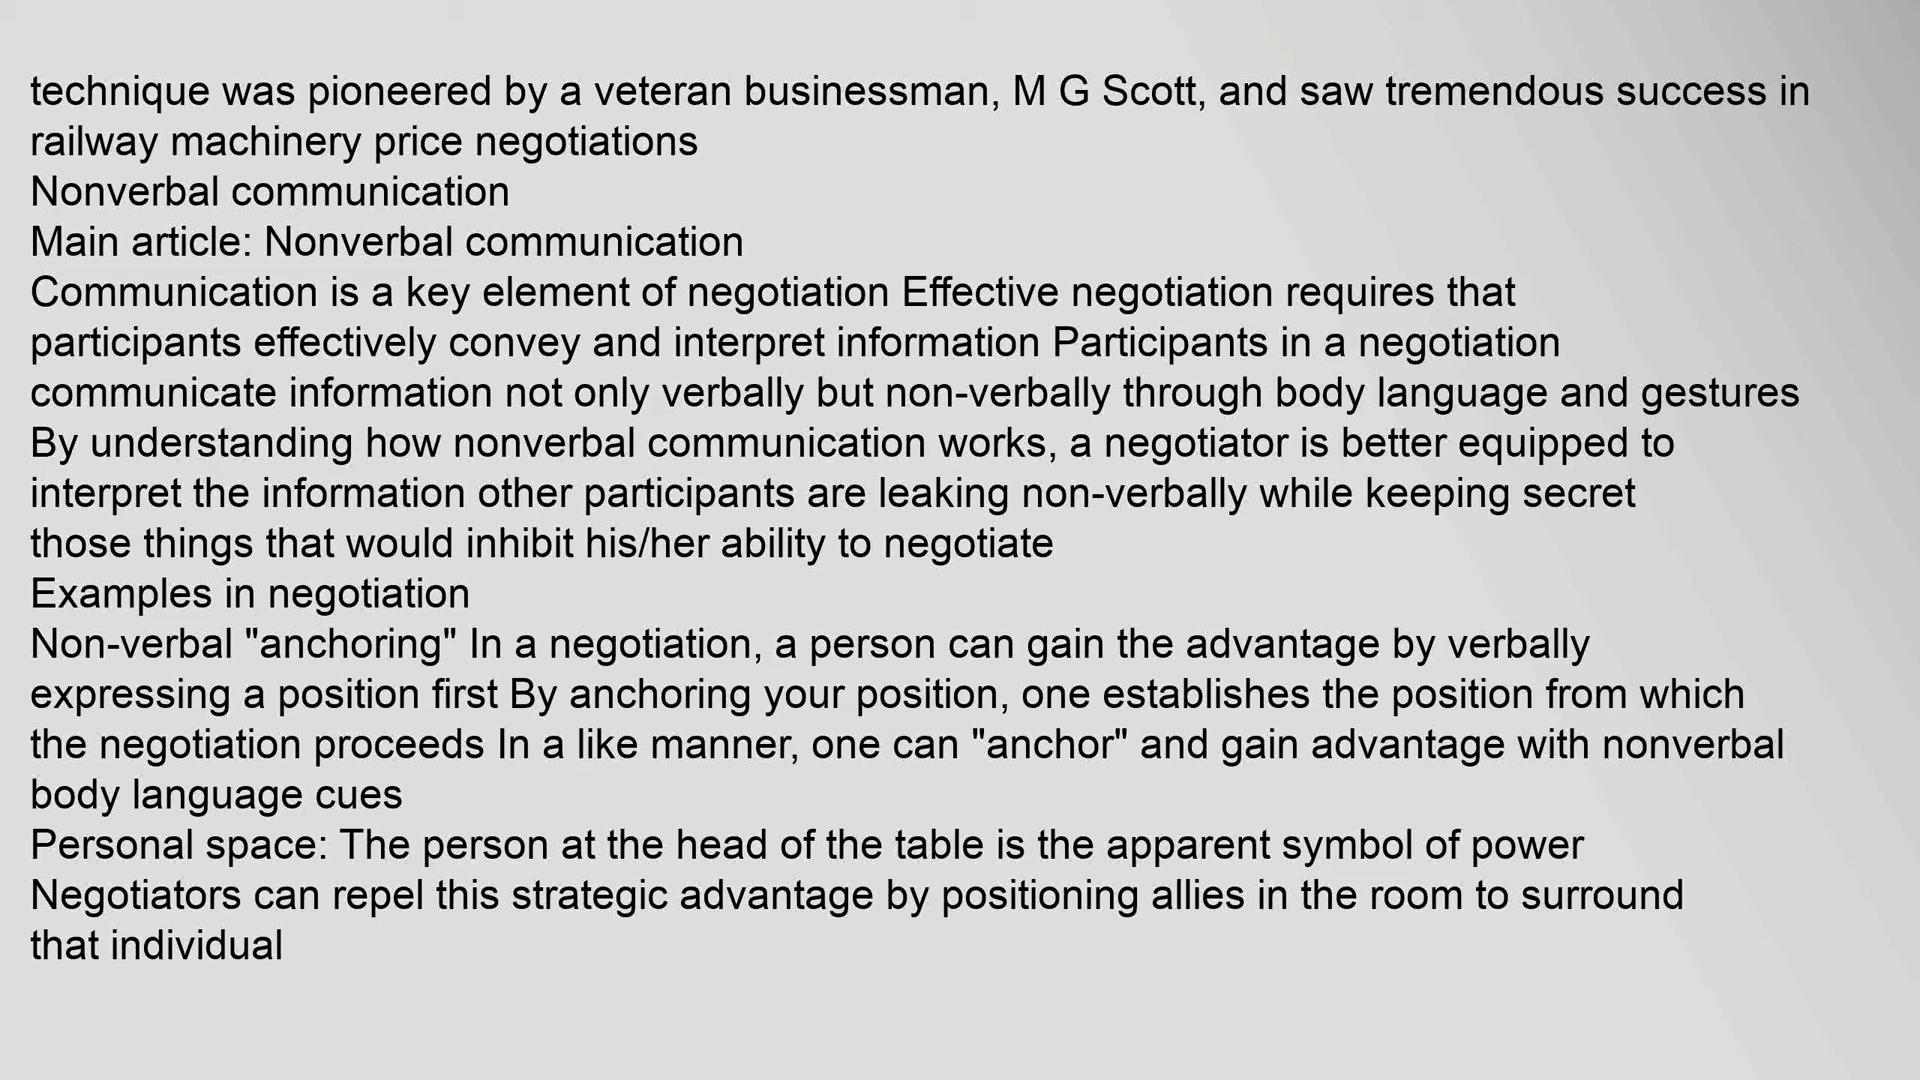 technique was pioneered by a veteran businessman, M G Scott, and saw tremendous success in
railway machinery price negotiations
Nonverbal communication
Main article: Nonverbal communication
Communication is a key element of negotiation Effective negotiation requires that
participants effectively convey and interpret information Participants in a negotiation
communicate information not only verbally but non-verbally through body language and gestures
By understanding how nonverbal communication works, a negotiator is better equipped to
interpret the information other participants are leaking non-verbally while keeping secret
those things that would inhibit his/her ability to negotiate
Examples in negotiation
Non-verbal "anchoring" In a negotiation, a person can gain the advantage by verbally
expressing a position first By anchoring your position, one establishes the position from which
the negotiation proceeds In a like manner, one can "anchor" and gain advantage with nonverbal
body language cues
Personal space: The person at the head of the table is the apparent symbol of power
Negotiators can repel this strategic advantage by positioning allies in the room to surround
that individual